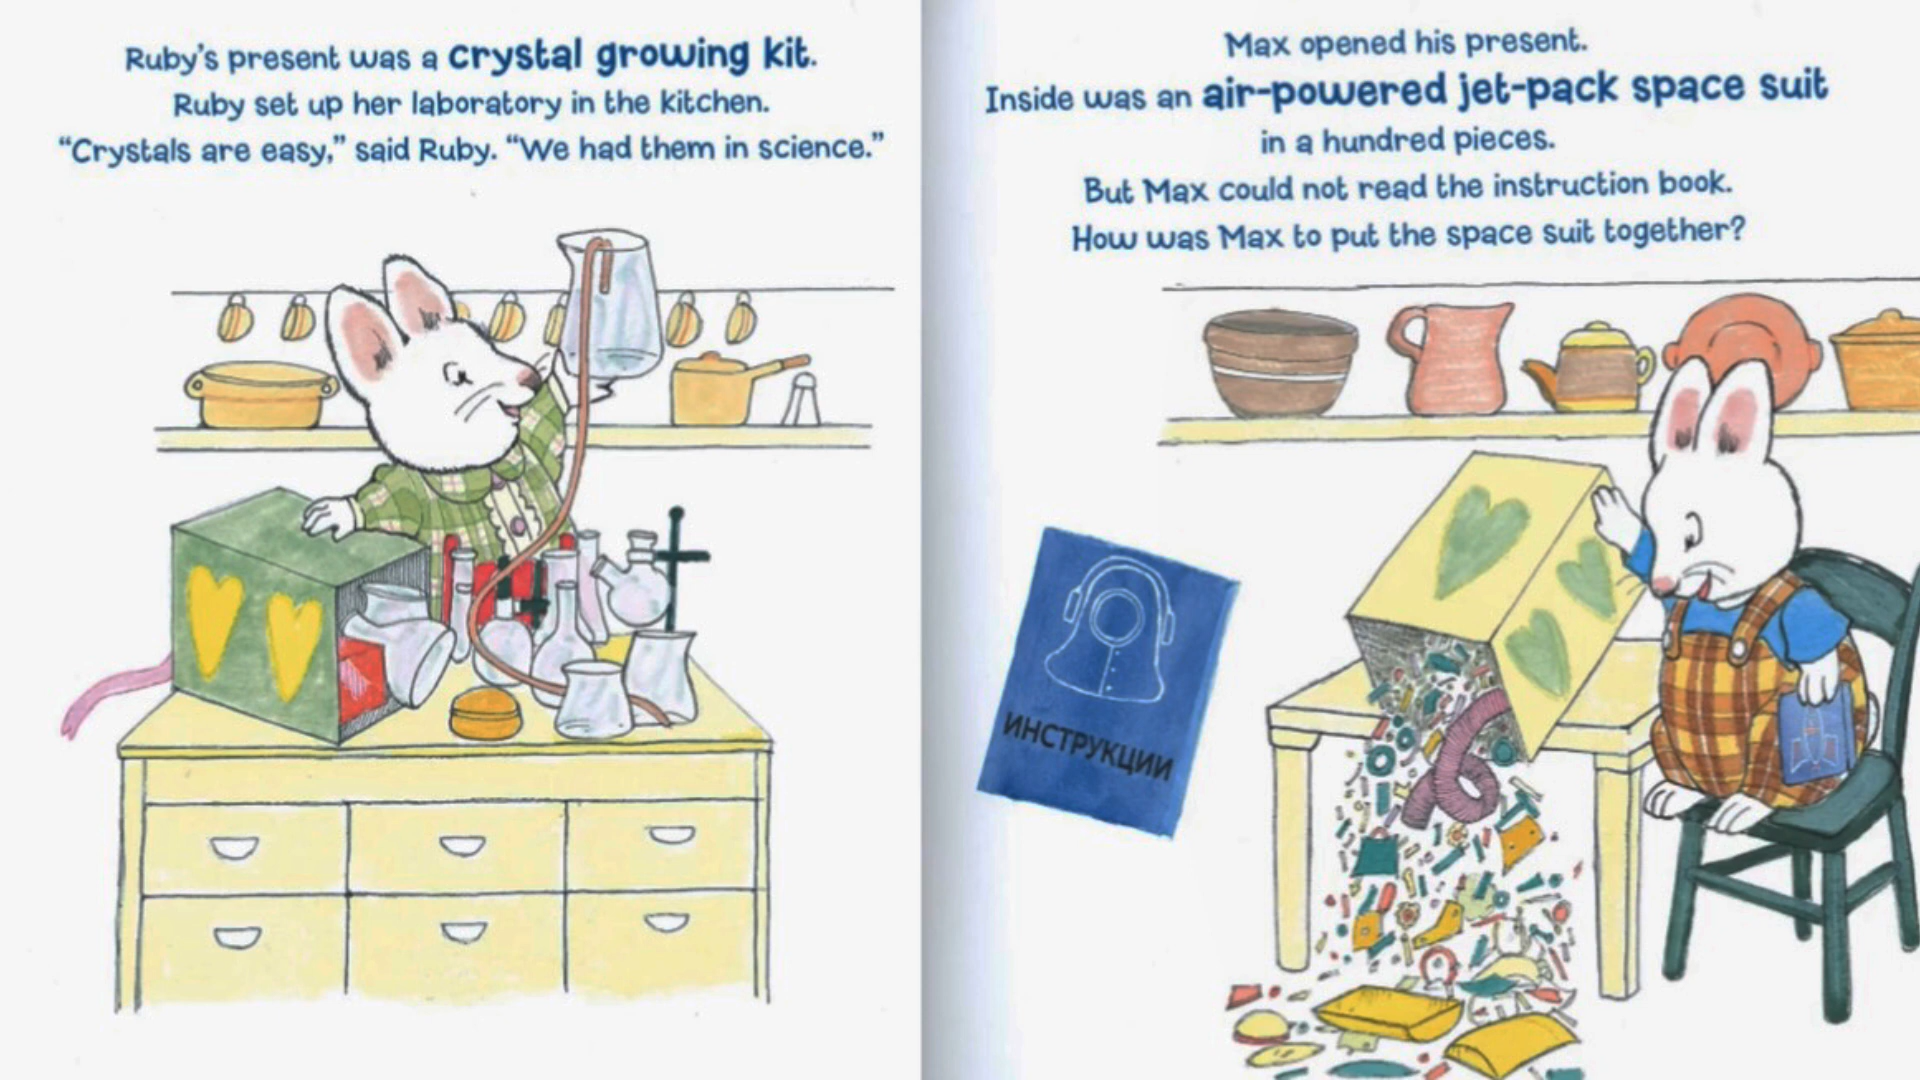 Ruby's present was a crystal growing kit.
Ruby set up her laboratory in the kitchen.
“Crystals are easy,” said Ruby. “We had them in science.”
Max opened his present.
Inside was an air-powered jet-pack space suit
in a hundred pieces.
But Max could not read the instruction book.
How was Max to put the space suit together?
ИНСТРУКЦИИ